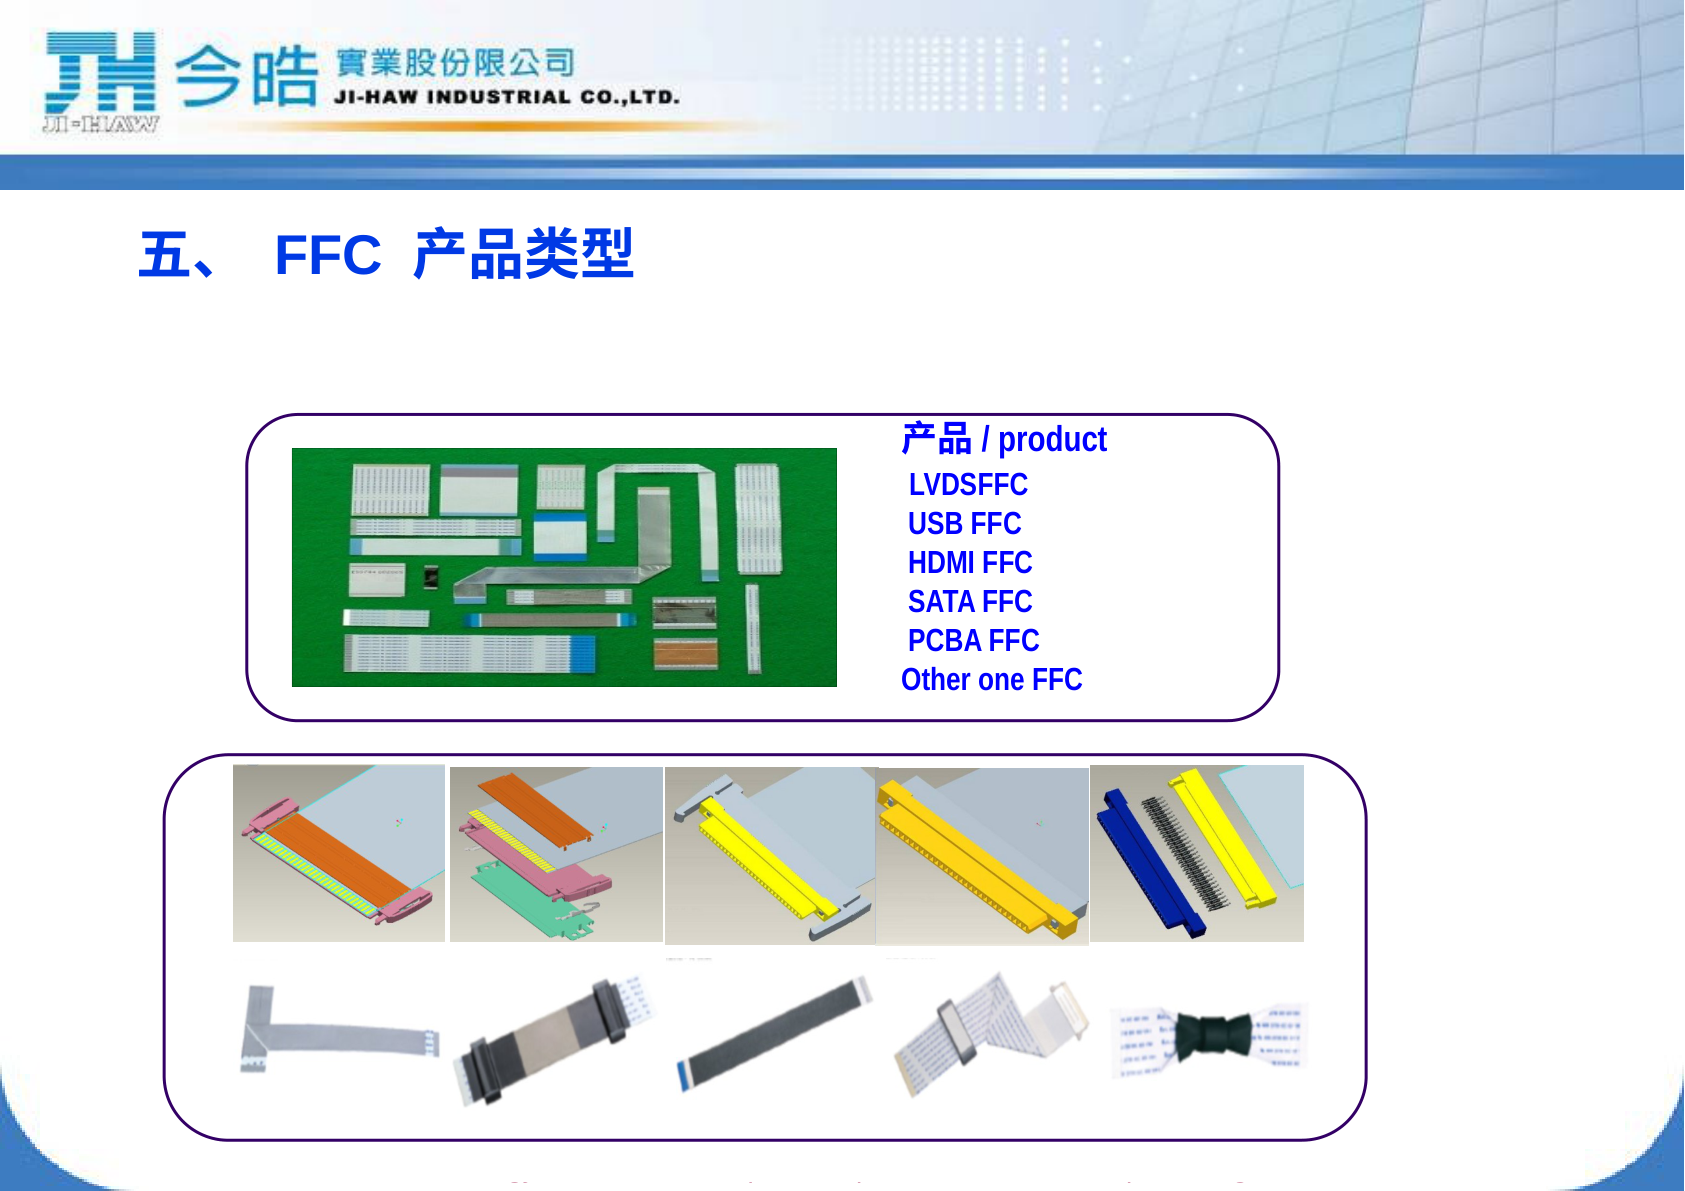 JI-HAW
今皓
實業股份限公司
JI-HAW INDUSTRIAL CO.,LTD.
五、 FFC 产品类型
产品 / product
LVDSFFC
USB FFC
HDMI FFC
SATA FFC
PCBA FFC
Other one FFC